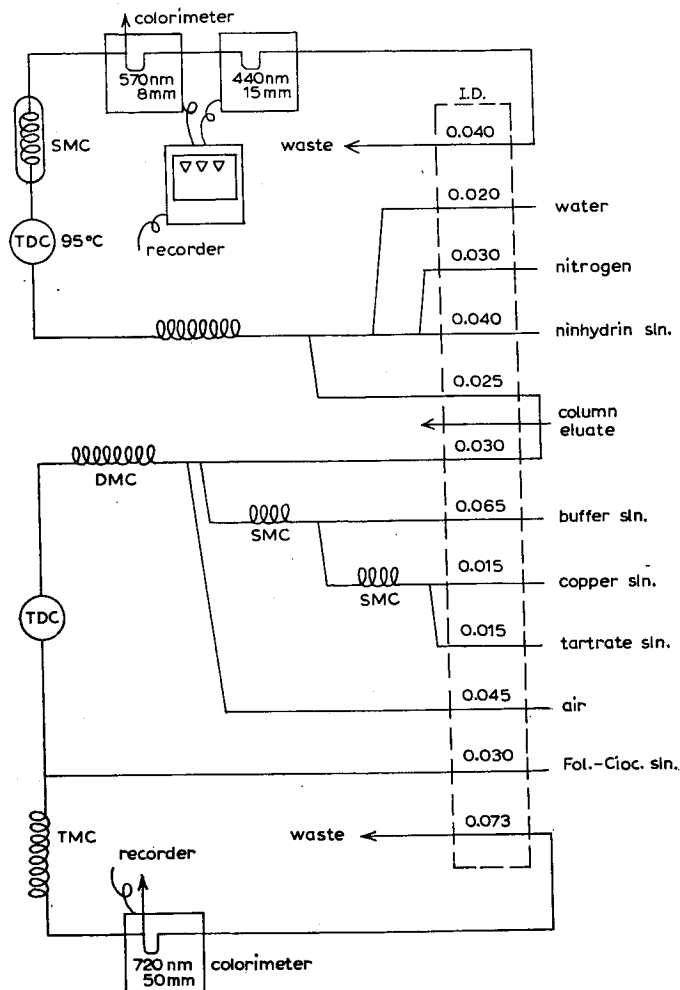 colorimeter
570nm
8mm
440nm
15mm
I.D.
SMC
waste
0.040
0.020
water
TDC
95°C
recorder
0.030
nitrogen
0.040
ninhydrin sln.
0.025
column
eluate
0.030
DMC
0.065
buffer sln.
SMC
0.015
copper sln.
SMC
TDC
0.015
tartrate sln.
0.045
air
0.030
Fol.-Cioc. sln.
TMC
waste
0.073
recorder
720 nm
50mm
colorimeter